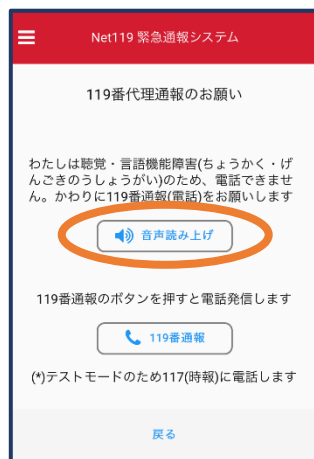 Net119 緊急通報システム
119番代理通報のお願い
わたしは聴覚・言語機能障害(ちょうかく・げ
んごきのうしょうがい)のため、電話できませ
ん。かわりに119番通報(電話)をお願いします
音声読み上げ
119番通報のボタンを押すと電話発信します
119番通報
(*)テストモードのため117(時報)に電話します
戻る